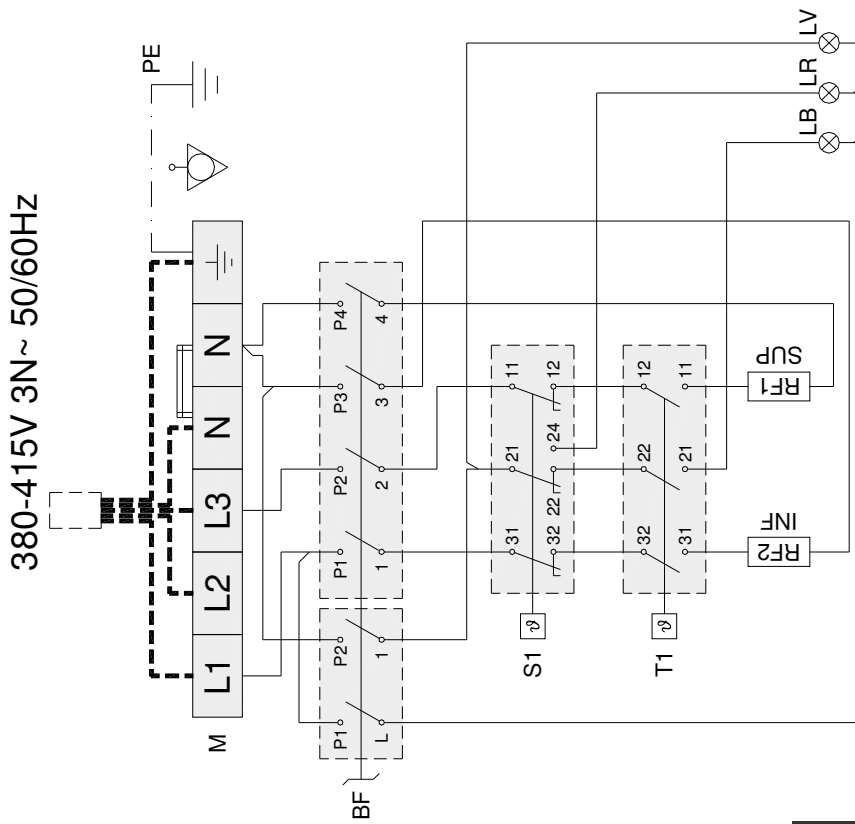 380-415V 3N~ 50/60Hz
PE
L1 L2 L3 N N
M
P1 P2 P1 P2 P3 P4
L 1 1 2 3 4
BF
LV
LR
LB
31 21 11
32 22 24 12
S1
32 22 12
31 21 11
T1
INF
SUP
RF2
RF1
ϑ
ϑ